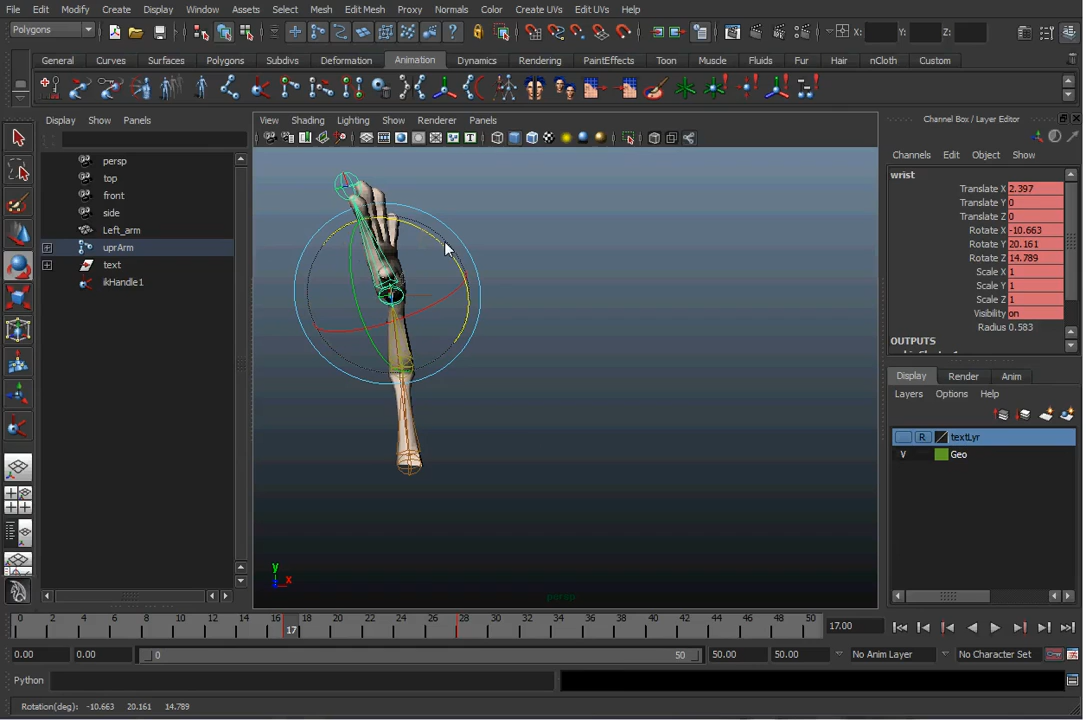 File Edit Create Display Window Assets Select Mesh Edit Mesh Proxy Normals Color Create UVs Edit UVs Help
Polygons X: Y: Z:
General Curves Surfaces Polygons Subdivs Deformation Animation Dynamics Rendering PaintEffects Toon Muscle Fluids Fur Hair nCloth Custom
Display Show Panels
View Shading Lighting Show Renderer Panels
Channel Box / Layer Editor
Channels Edit Object Show
persp
top
front
side
Left_arm
uprArm
text
ikHandle1
wrist
Translate X 2.397
Translate Y 0
Translate Z 0
Rotate X -10.663
Rotate Y 20.161
Rotate Z 14.789
Scale X 1
Scale Y 1
Scale Z 1
Visibility on
Radius 0.583
OUTPUTS
Display Render Anim
Layers Options Help
R textLyr
V Geo
y
x
persp
0 2 4 6 8 10 12 14 16 18 20 22 24 26 28 30 32 34 36 38 40 42 44 46 48 50
17
17.00
0.00 0.00 0 50 50.00 50.00 No Anim Layer No Character Set
Python
Rotation(deg): -10.663 20.161 14.789